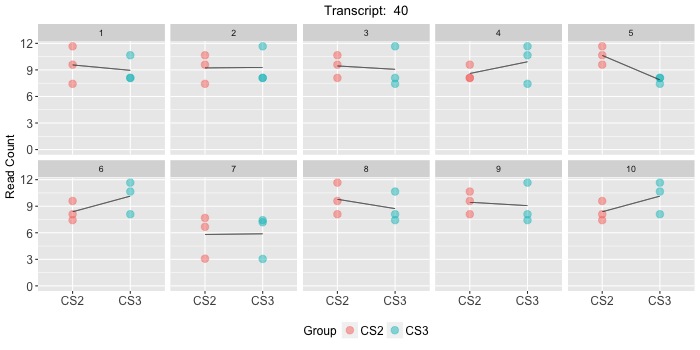 Transcript: 40
1 2 3 4 5
12
9
6
3
0
Read Count
6 7 8 9 10
12
9
6
3
0
CS2 CS3 CS2 CS3 CS2 CS3 CS2 CS3 CS2 CS3
Group CS2 CS3